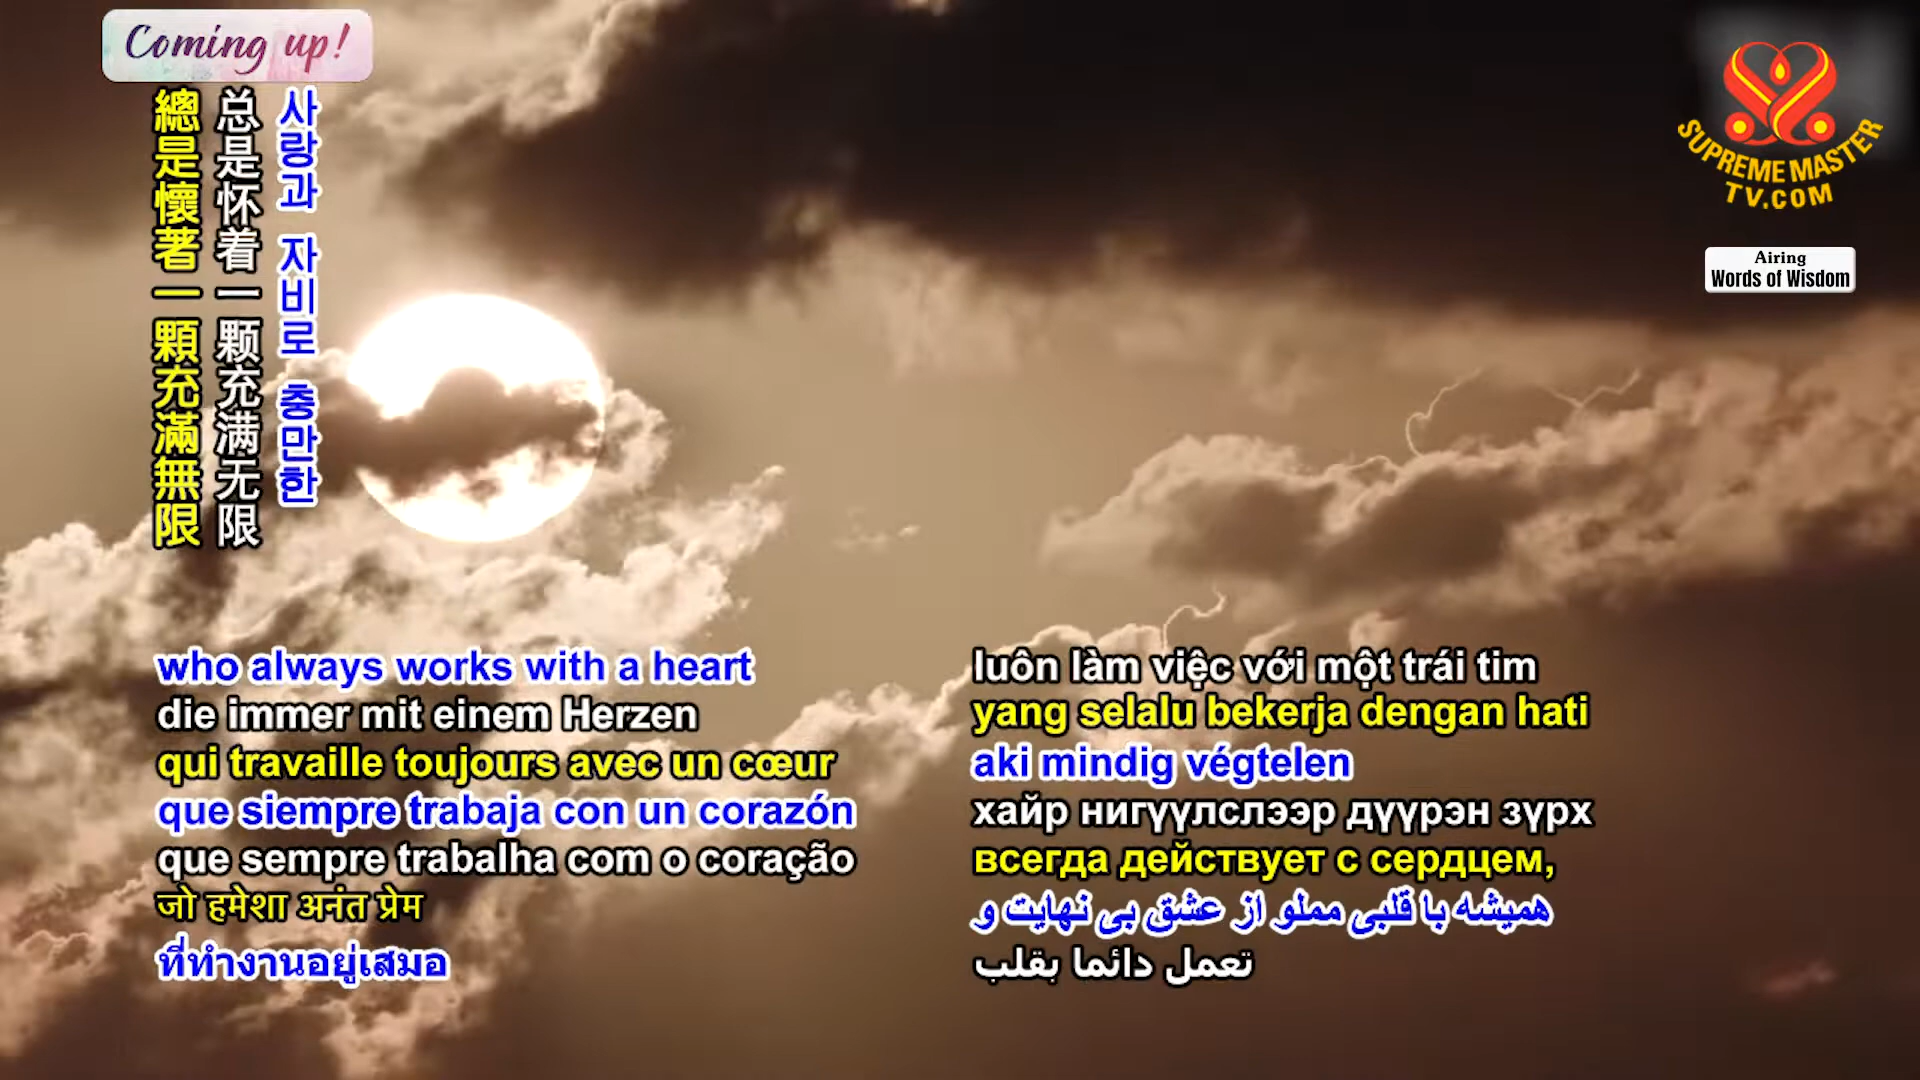 Coming up!
總是懷著一顆充滿無限
总是怀着一颗充满无限
사랑과 자비로 충만한
SUPREME MASTER
TV.COM
Airing
Words of Wisdom
who always works with a heart
die immer mit einem Herzen
qui travaille toujours avec un cœur
que siempre trabaja con un corazón
que sempre trabalha com o coração
जो हमेशा अनंत प्रेम
ที่ทำงานอยู่เสมอ
luôn làm việc với một trái tim
yang selalu bekerja dengan hati
aki mindig végtelen
хайр нигүүлслээр дүүрэн зүрх
всегда действует с сердцем,
همیشه با قلبی مملو از عشق بی نهایت و
تعمل دائما بقلب